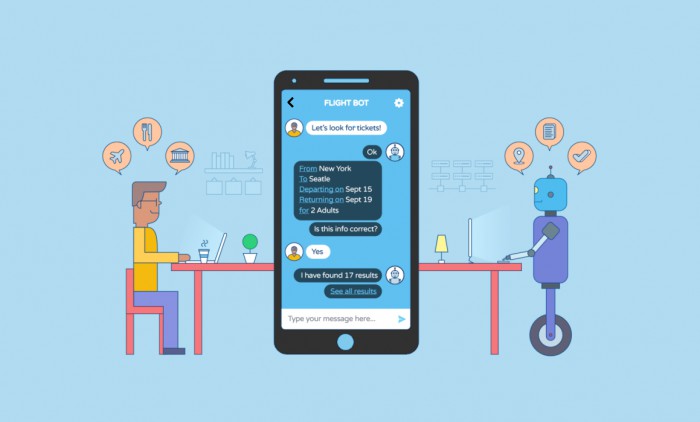 FLIGHT BOT
Let's look for tickets!
Ok
From New York
To Seatle
Departing on Sept 15
Returning on Sept 19
for 2 Adults
Is this info correct?
Yes
I have found 17 results
See all results
Type your message here...